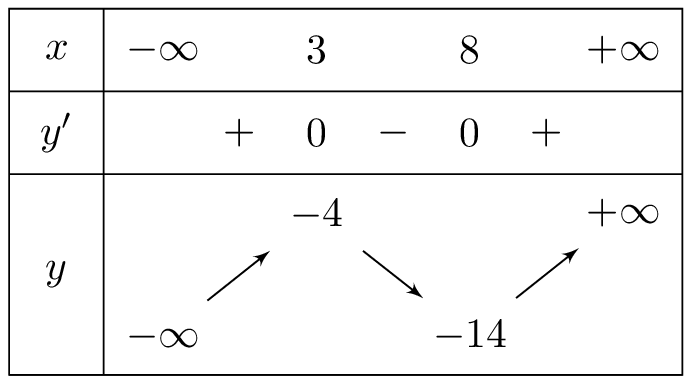 x −∞ 3 8 +∞
y′ + 0 − 0 +
−4 +∞
y
−∞ −14